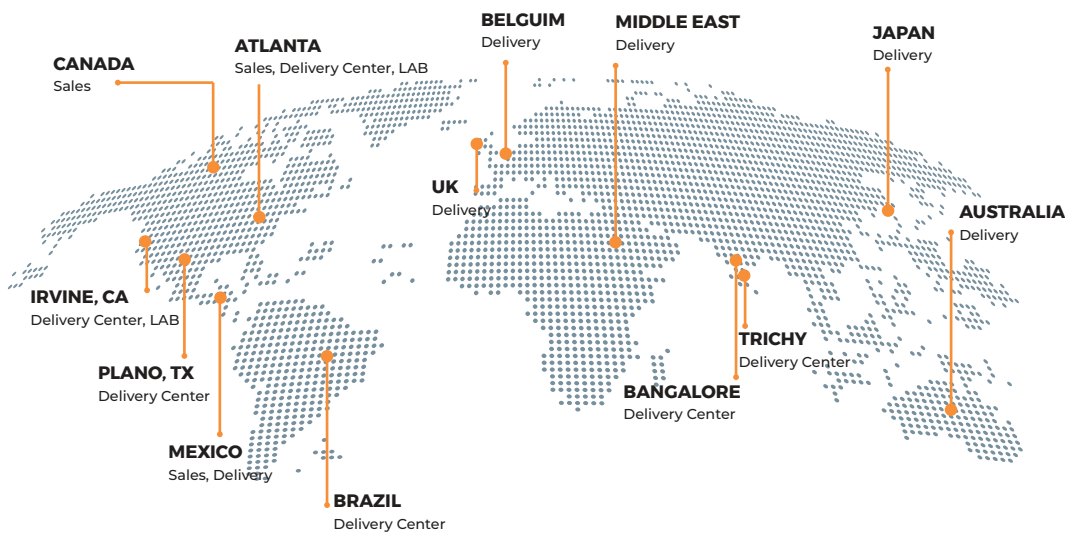 BELGUIM
Delivery
MIDDLE EAST
Delivery
JAPAN
Delivery
ATLANTA
Sales, Delivery Center, LAB
CANADA
Sales
UK
Delivery
AUSTRALIA
Delivery
IRVINE, CA
Delivery Center, LAB
TRICHY
Delivery Center
PLANO, TX
Delivery Center
BANGALORE
Delivery Center
MEXICO
Sales, Delivery
BRAZIL
Delivery Center